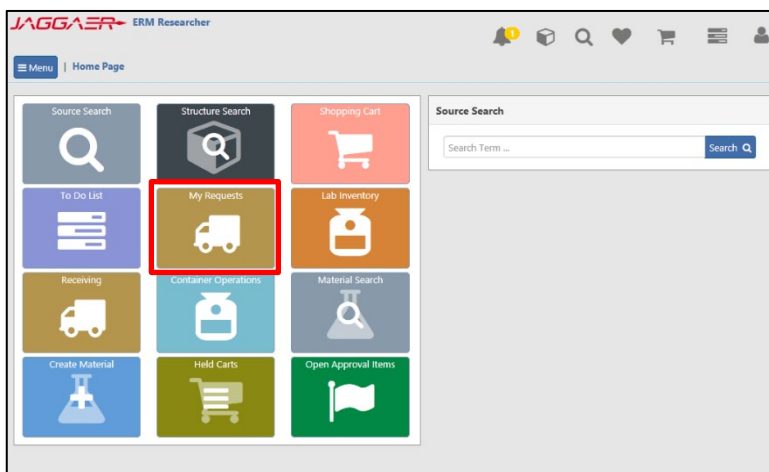 JAGGAER ERM Researcher
1
Menu | Home Page
Source Search Structure Search Shopping Cart
To Do List My Requests Lab Inventory
Receiving Container Operations Material Search
Create Material Held Carts Open Approval Items
Source Search
Search Term ... Search